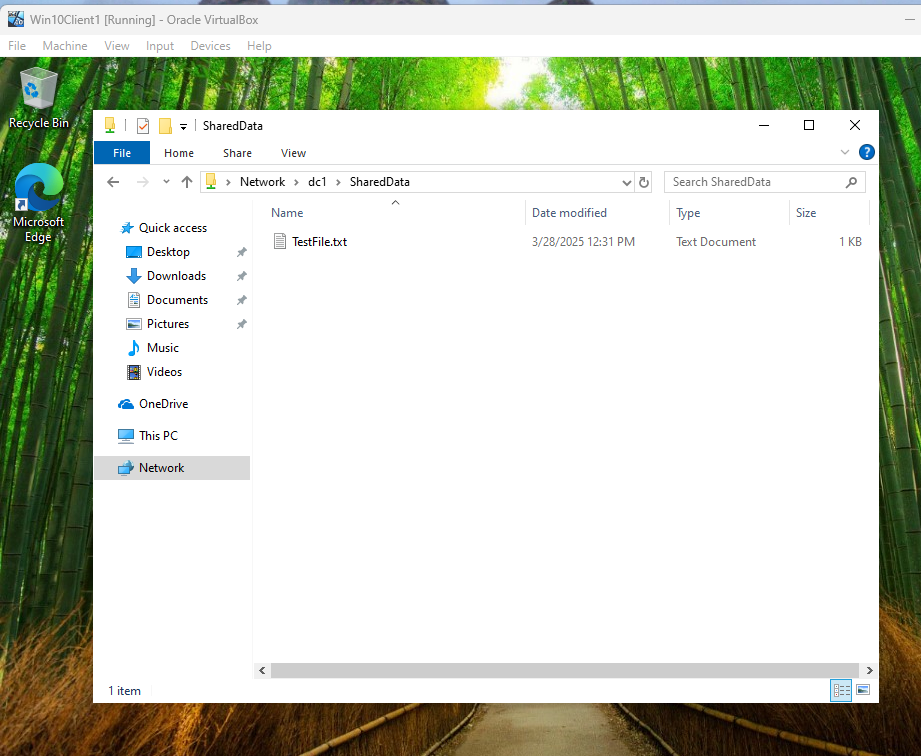 Win10Client1 [Running] - Oracle VirtualBox
File Machine View Input Devices Help
Recycle Bin
Microsoft
Edge
SharedData
File Home Share View
Network dc1 SharedData Search SharedData
Name Date modified Type Size
TestFile.txt 3/28/2025 12:31 PM Text Document 1 KB
Quick access
Desktop
Downloads
Documents
Pictures
Music
Videos
OneDrive
This PC
Network
1 item